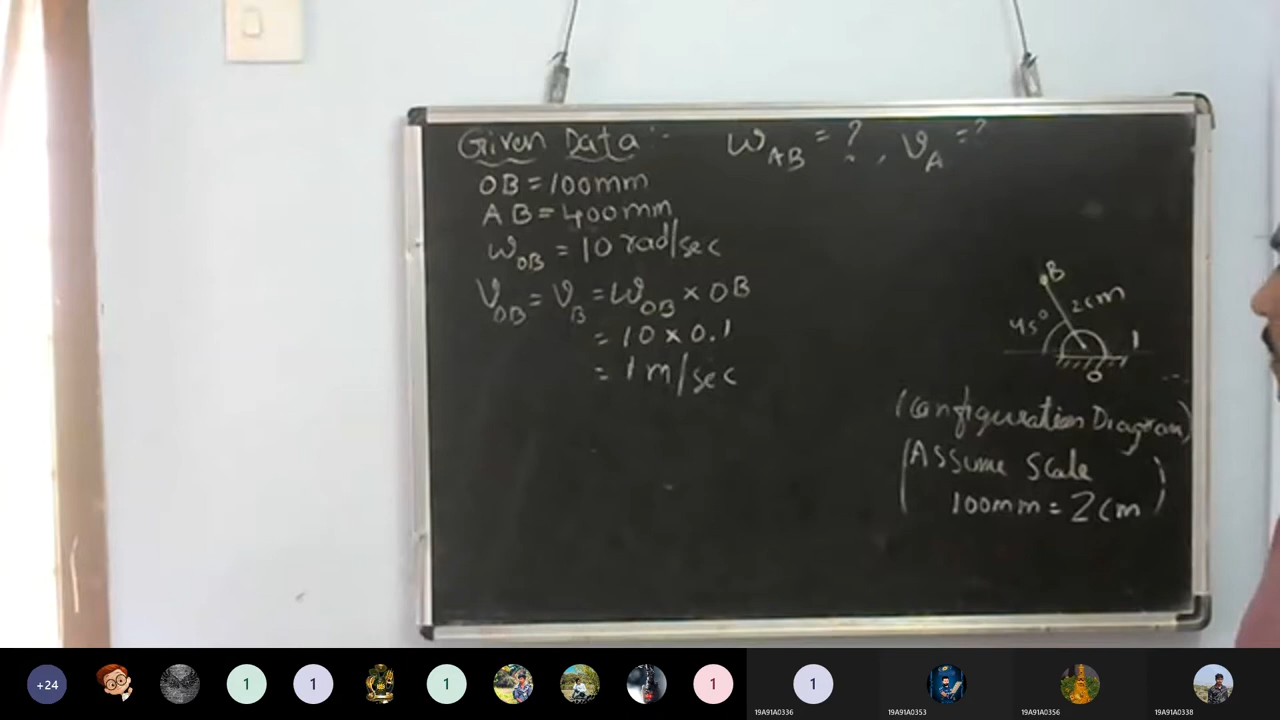 Given Data :-
ω_AB = ? , V_A = ?
OB = 100mm
AB = 400mm
ω_OB = 10 rad/sec
V_OB = V_B = ω_OB × OB
= 10 × 0.1
= 1 m/sec
B
2cm
45°
1
O
(Configuration Diagram)
(Assume Scale
100mm = 2cm)
+24
1
1
1
1
1
19A91A0336
19A91A0353
19A91A0356
19A91A0338